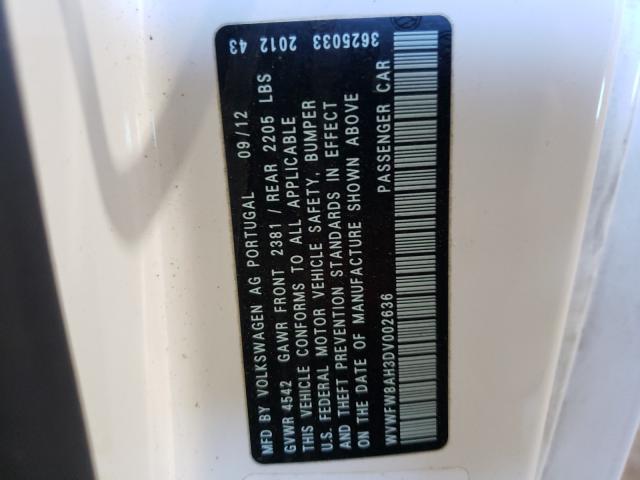 3625033 2012 43
MFD BY VOLKSWAGEN AG PORTUGAL 09/12
GVWR 4542 GAWR FRONT 2381 / REAR 2205 LBS
THIS VEHICLE CONFORMS TO ALL APPLICABLE
U.S. FEDERAL MOTOR VEHICLE SAFETY, BUMPER
AND THEFT PREVENTION STANDARDS IN EFFECT
ON THE DATE OF MANUFACTURE SHOWN ABOVE
PASSENGER CAR
WVWFW8AH3DV002636